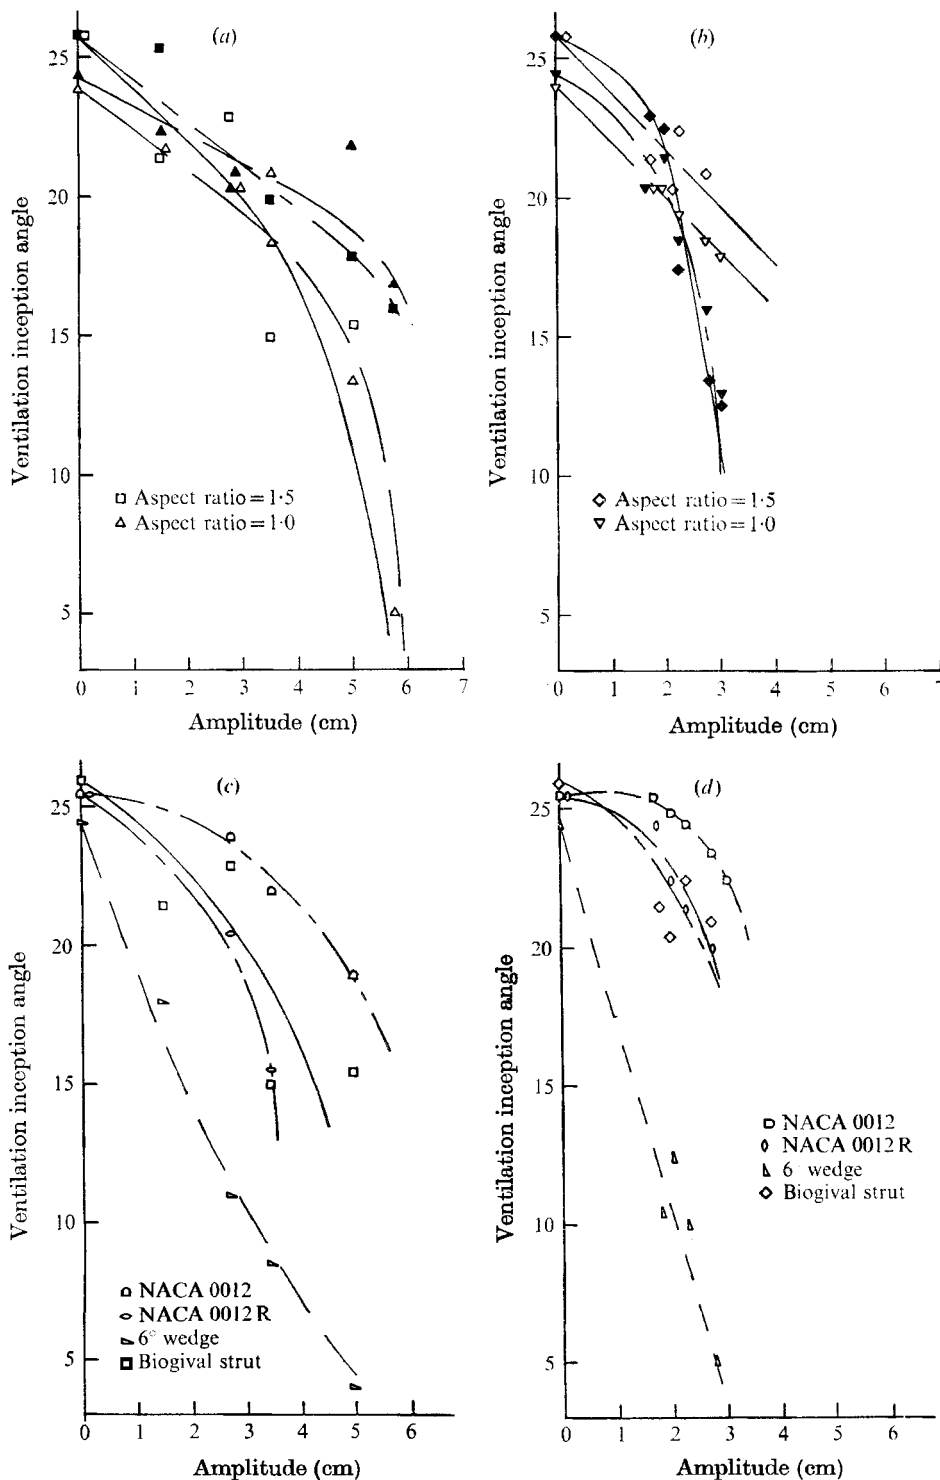 (a)
25
20
15
10
5
Ventilation inception angle
□ Aspect ratio = 1·5
△ Aspect ratio = 1·0
0 1 2 3 4 5 6 7
Amplitude (cm)
(b)
25
20
15
10
5
Ventilation inception angle
◇ Aspect ratio = 1·5
▼ Aspect ratio = 1·0
0 1 2 3 4 5 6 7
Amplitude (cm)
(c)
25
20
15
10
5
Ventilation inception angle
NACA 0012
NACA 0012 R
6° wedge
Biogival strut
0 1 2 3 4 5 6
Amplitude (cm)
(d)
25
20
15
10
5
Ventilation inception angle
NACA 0012
NACA 0012 R
6 wedge
Biogival strut
0 1 2 3 4 5 6
Amplitude (cm)